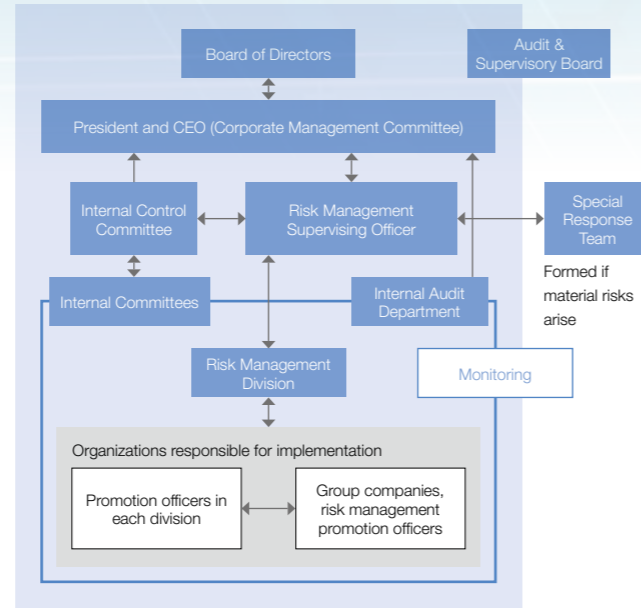 Board of Directors
Audit &
Supervisory Board
President and CEO (Corporate Management Committee)
Internal Control
Committee
Risk Management
Supervising Officer
Special
Response
Team
Formed if
material risks
arise
Internal Committees
Internal Audit
Department
Risk Management
Division
Monitoring
Organizations responsible for implementation
Promotion officers in
each division
Group companies,
risk management
promotion officers